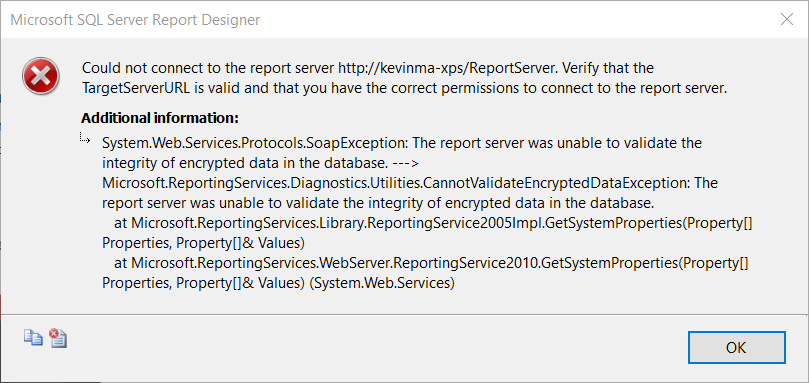 Microsoft SQL Server Report Designer
Could not connect to the report server http://kevinma-xps/ReportServer. Verify that the
TargetServerURL is valid and that you have the correct permissions to connect to the report server.
Additional information:
System.Web.Services.Protocols.SoapException: The report server was unable to validate the
integrity of encrypted data in the database. --->
Microsoft.ReportingServices.Diagnostics.Utilities.CannotValidateEncryptedDataException: The
report server was unable to validate the integrity of encrypted data in the database.
at Microsoft.ReportingServices.Library.ReportingService2005Impl.GetSystemProperties(Property[]
Properties, Property[]& Values)
at Microsoft.ReportingServices.WebServer.ReportingService2010.GetSystemProperties(Property[]
Properties, Property[]& Values) (System.Web.Services)
OK